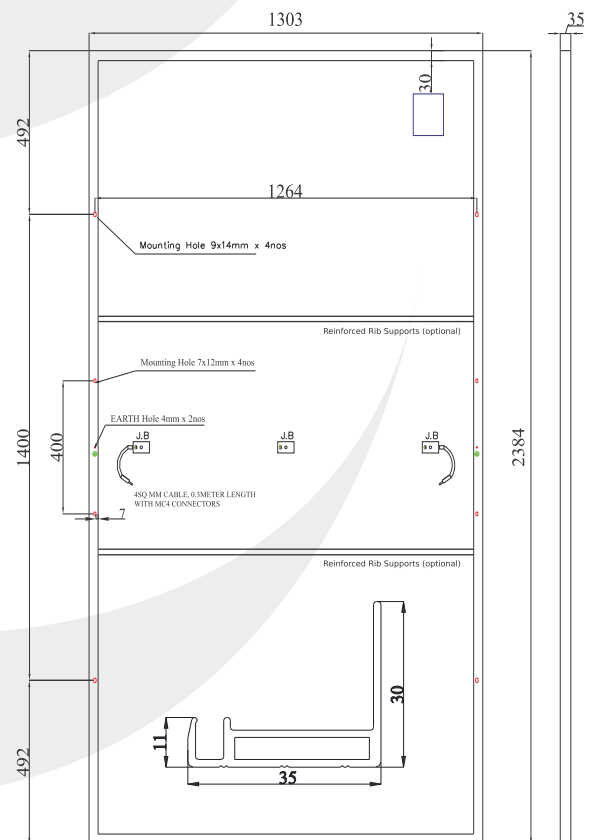 1303
35
30
492
1264
Mounting Hole 9x14mm x 4nos
Reinforced Rib Supports (optional)
Mounting Hole 7x12mm x 4nos
EARTH Hole 4mm x 2nos
J.B
J.B
J.B
1400
400
2384
4SQ MM CABLE, 0.3METER LENGTH
WITH MC4 CONNECTORS
7
Reinforced Rib Supports (optional)
30
11
35
492